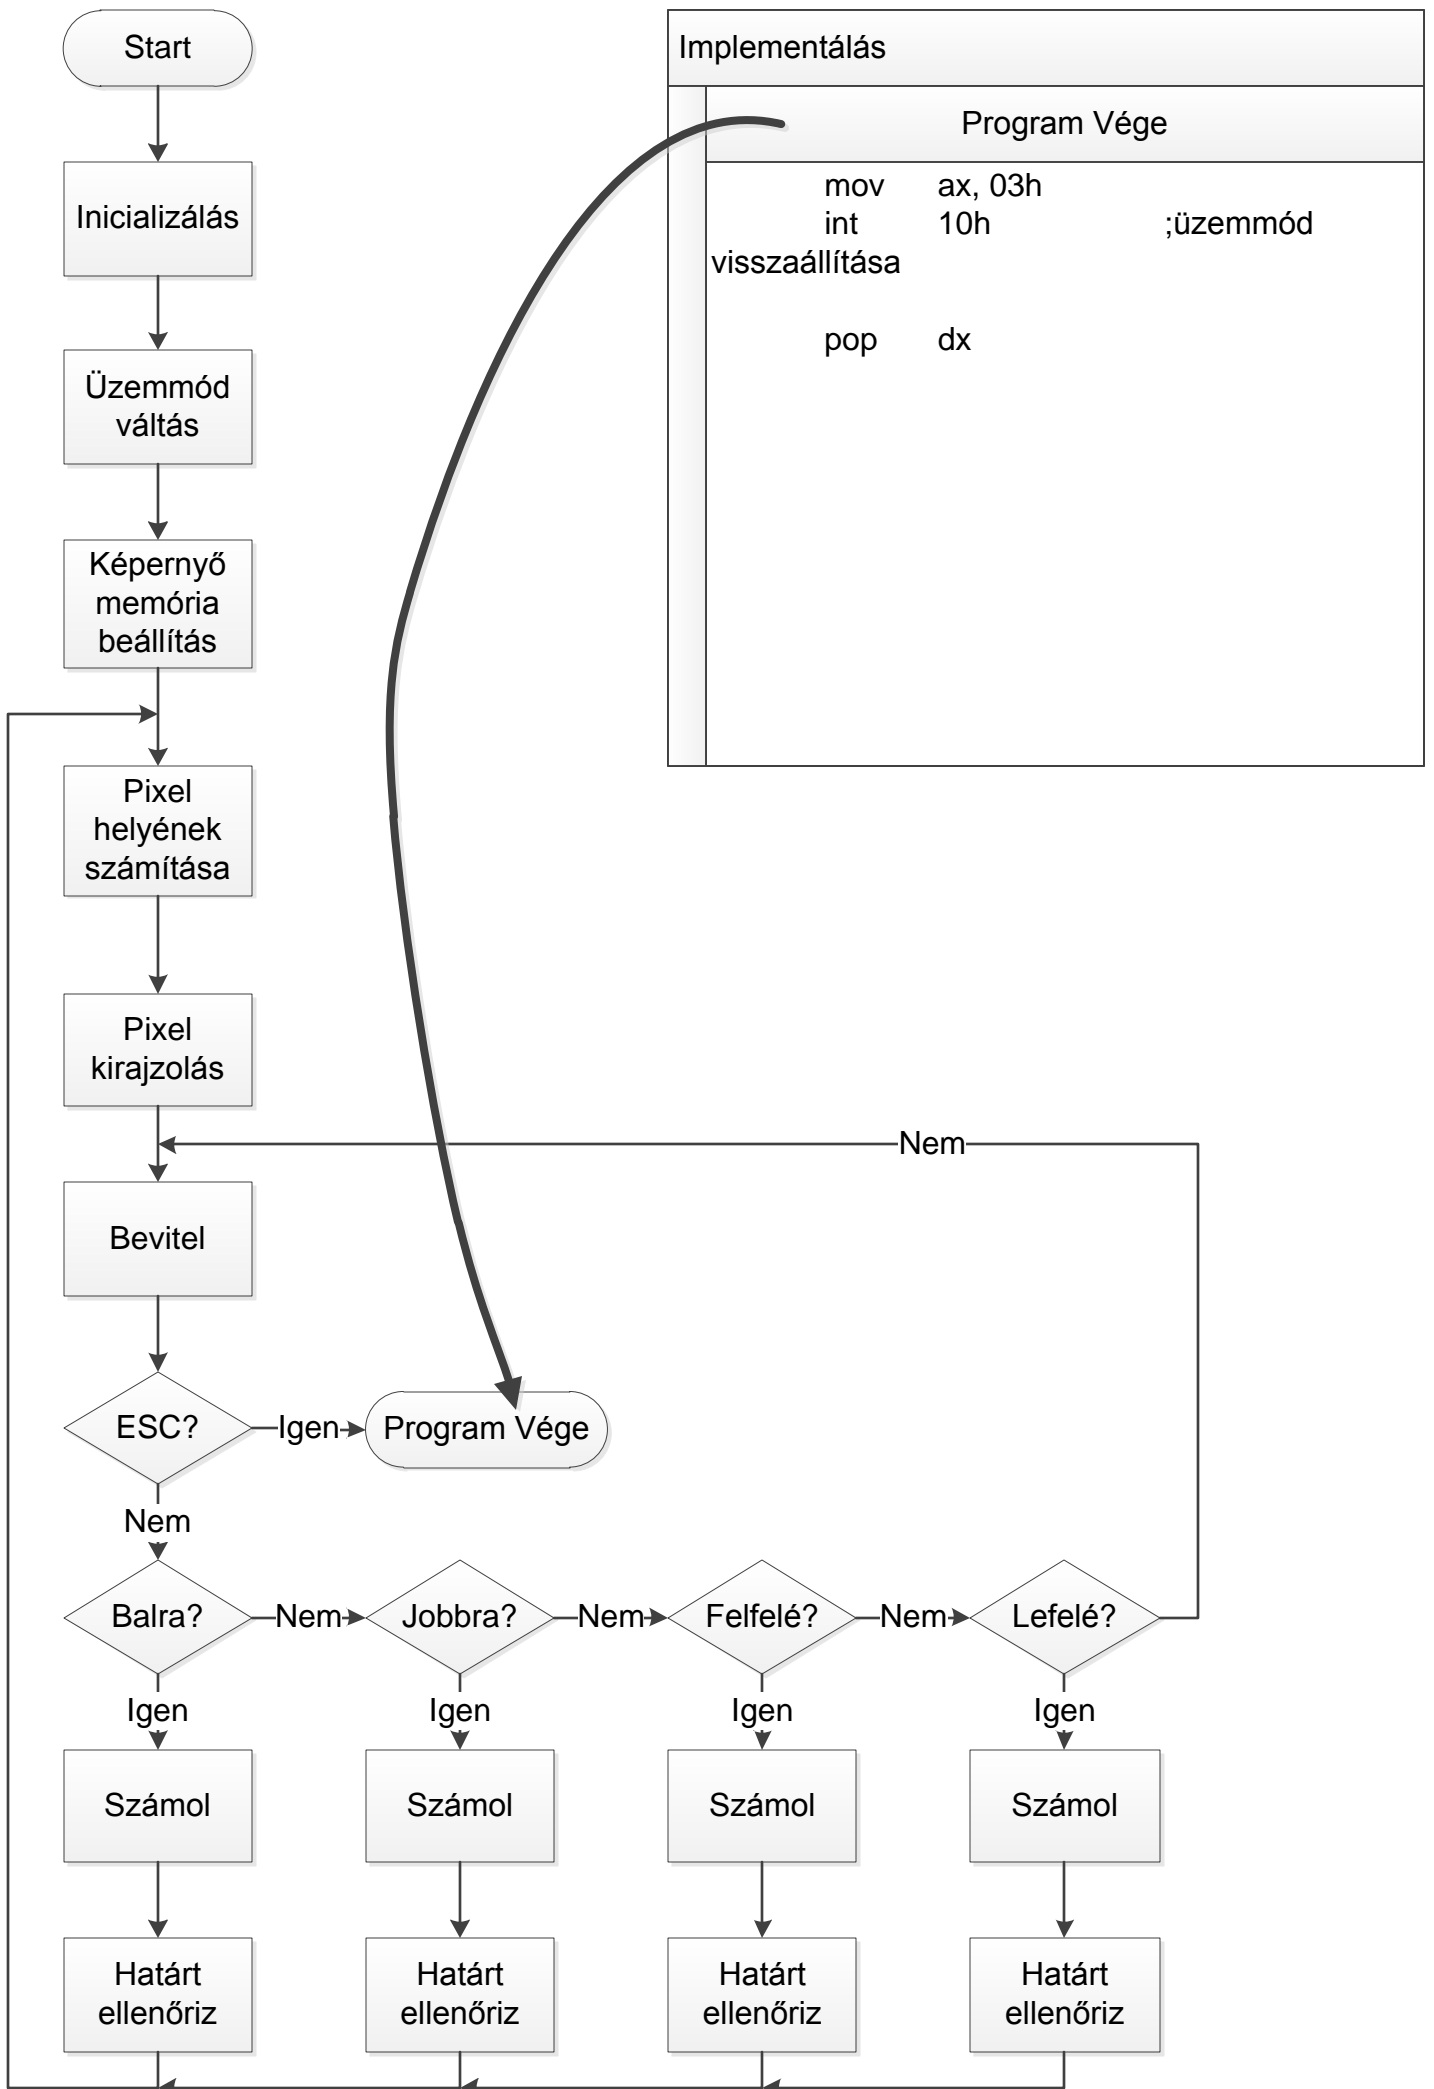 Start
Implementálás
Program Vége
mov ax, 03h
int 10h ;üzemmód
visszaállítása
pop dx
Inicializálás
Üzemmód
váltás
Képernyő
memória
beállítás
Pixel
helyének
számítása
Pixel
kirajzolás
Nem
Bevitel
ESC?
Igen
Program Vége
Nem
Balra?
Nem
Jobbra?
Nem
Felfelé?
Nem
Lefelé?
Igen
Igen
Igen
Igen
Számol
Számol
Számol
Számol
Határt
ellenőriz
Határt
ellenőriz
Határt
ellenőriz
Határt
ellenőriz